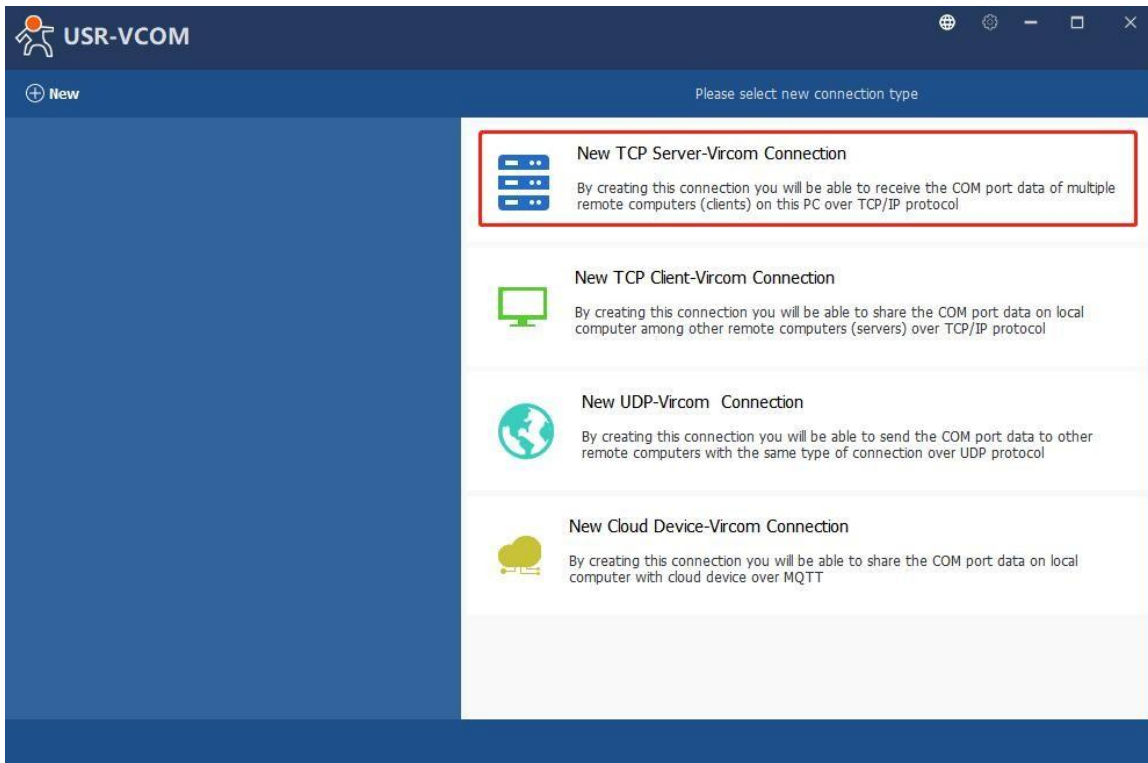 USR-VCOM
New
Please select new connection type
New TCP Server-Vircom Connection
By creating this connection you will be able to receive the COM port data of multiple
remote computers (clients) on this PC over TCP/IP protocol
New TCP Client-Vircom Connection
By creating this connection you will be able to share the COM port data on local
computer among other remote computers (servers) over TCP/IP protocol
New UDP-Vircom Connection
By creating this connection you will be able to send the COM port data to other
remote computers with the same type of connection over UDP protocol
New Cloud Device-Vircom Connection
By creating this connection you will be able to share the COM port data on local
computer with cloud device over MQTT